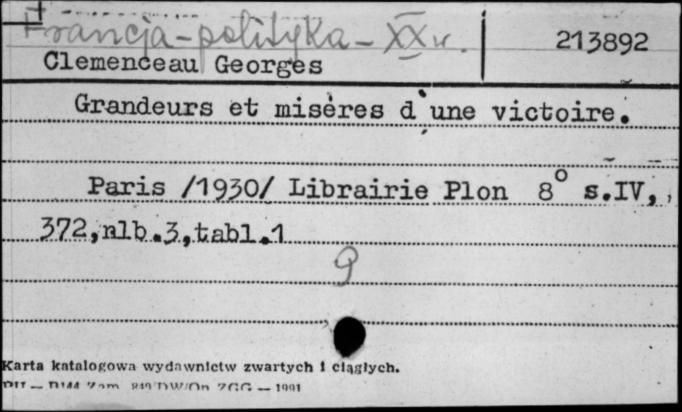 Francja - polityka - XX w.
213892
Clemenceau Georges
Grandeurs et misères d'une victoire.
Paris /1930/ Librairie Plon 8° s.IV,
372,nlb.3,tabl.1
9
Karta katalogowa wydawnictw zwartych i ciągłych.